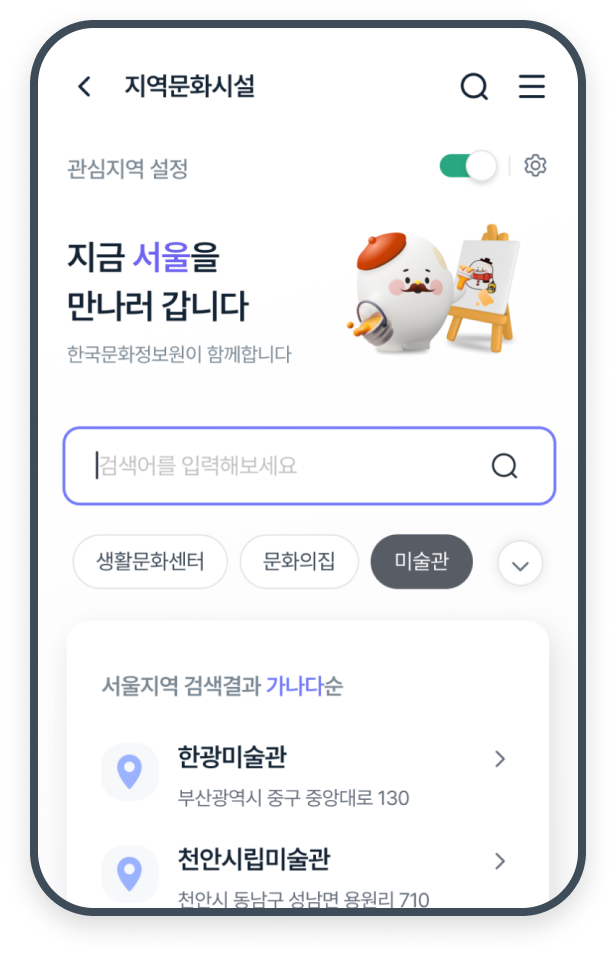 지역문화시설
관심지역 설정
지금 서울을
만나러 갑니다
한국문화정보원이 함께합니다
검색어를 입력해보세요
생활문화센터 문화의집 미술관
서울지역 검색결과 가나다순
한광미술관
부산광역시 중구 중앙대로 130
천안시립미술관
천안시 동남구 성남면 용원리 710